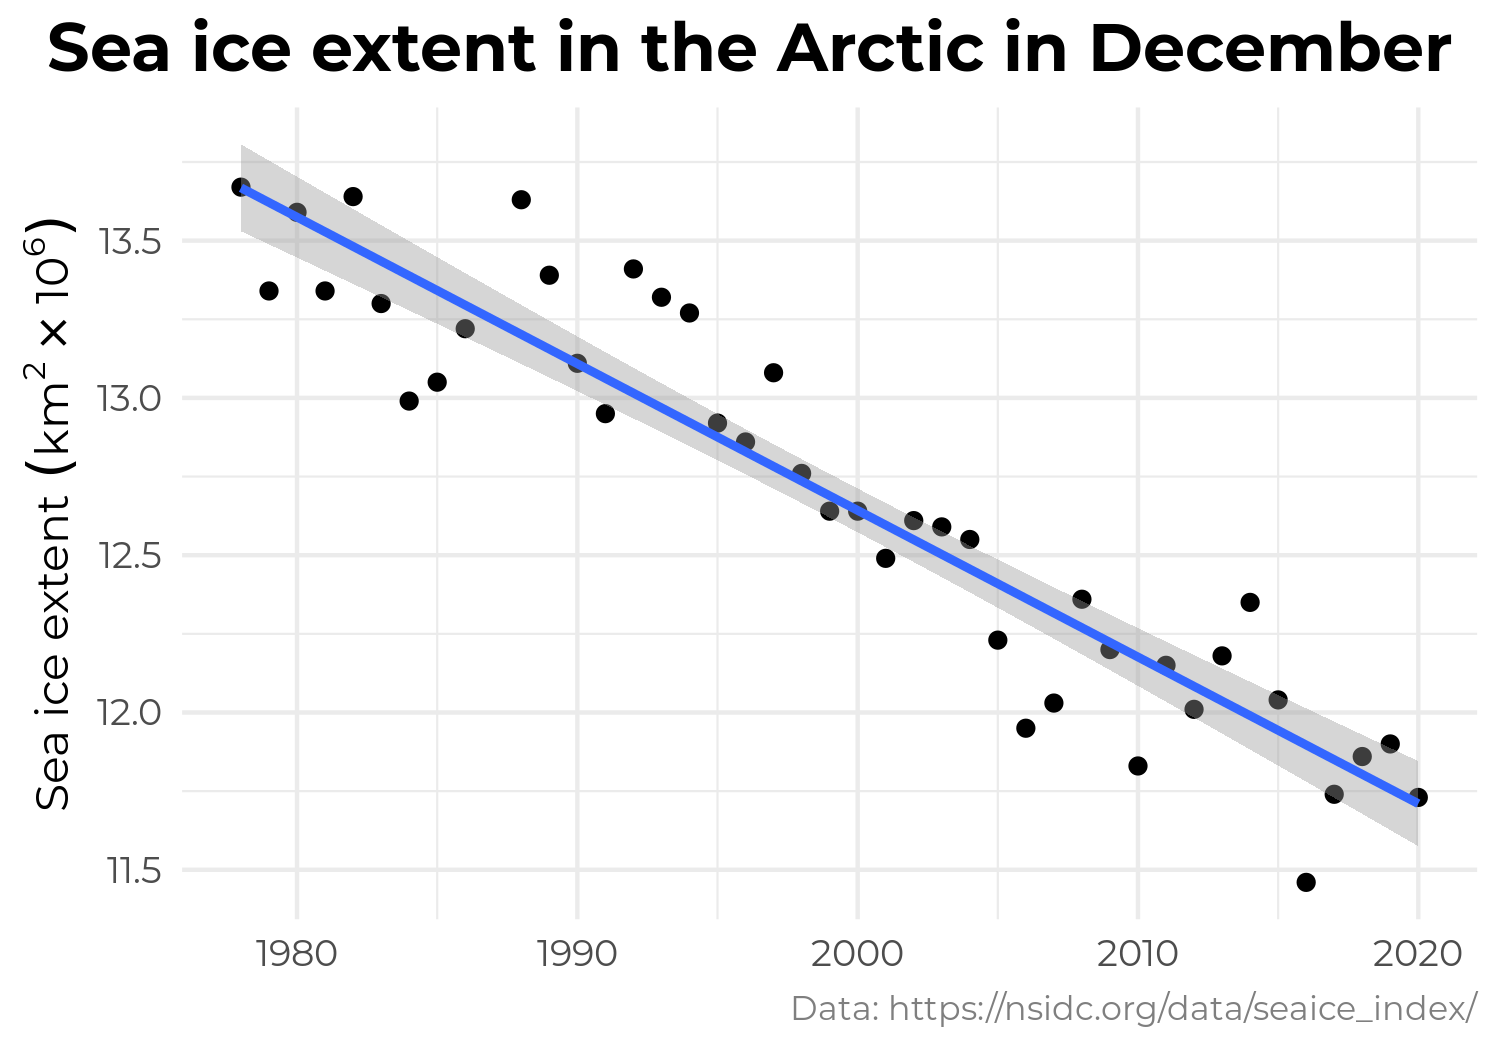 Sea ice extent in the Arctic in December
Sea ice extent (km² × 10⁶)
13.5
13.0
12.5
12.0
11.5
1980 1990 2000 2010 2020
Data: https://nsidc.org/data/seaice_index/